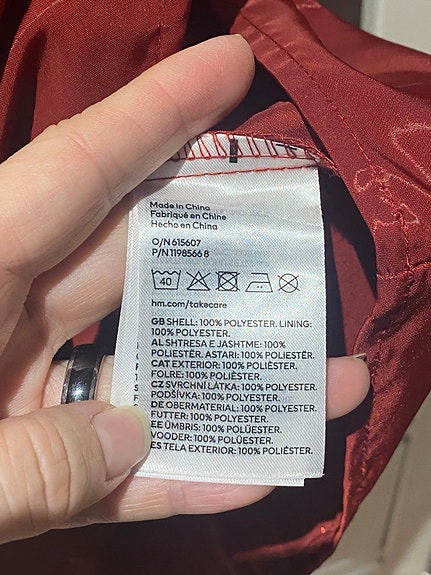 Made in China
Fabriqué en Chine
Hecho en China
O/N 615607
P/N 11985668
40
hm.com/takecare
GB SHELL: 100% POLYESTER. LINING:
100% POLYESTER.
AL SHTRESA E JASHTME: 100%
POLIESTËR. ASTARI: 100% POLIESTËR.
CAT EXTERIOR: 100% POLIÈSTER.
FOLRE: 100% POLIÈSTER.
CZ SVRCHNÍ LÁTKA: 100% POLYESTER.
PODŠÍVKA: 100% POLYESTER.
DE OBERMATERIAL: 100% POLYESTER.
FUTTER: 100% POLYESTER.
EE ÜMBRIS: 100% POLÜESTER.
VOODER: 100% POLÜESTER.
ES TELA EXTERIOR: 100% POLIÉSTER.